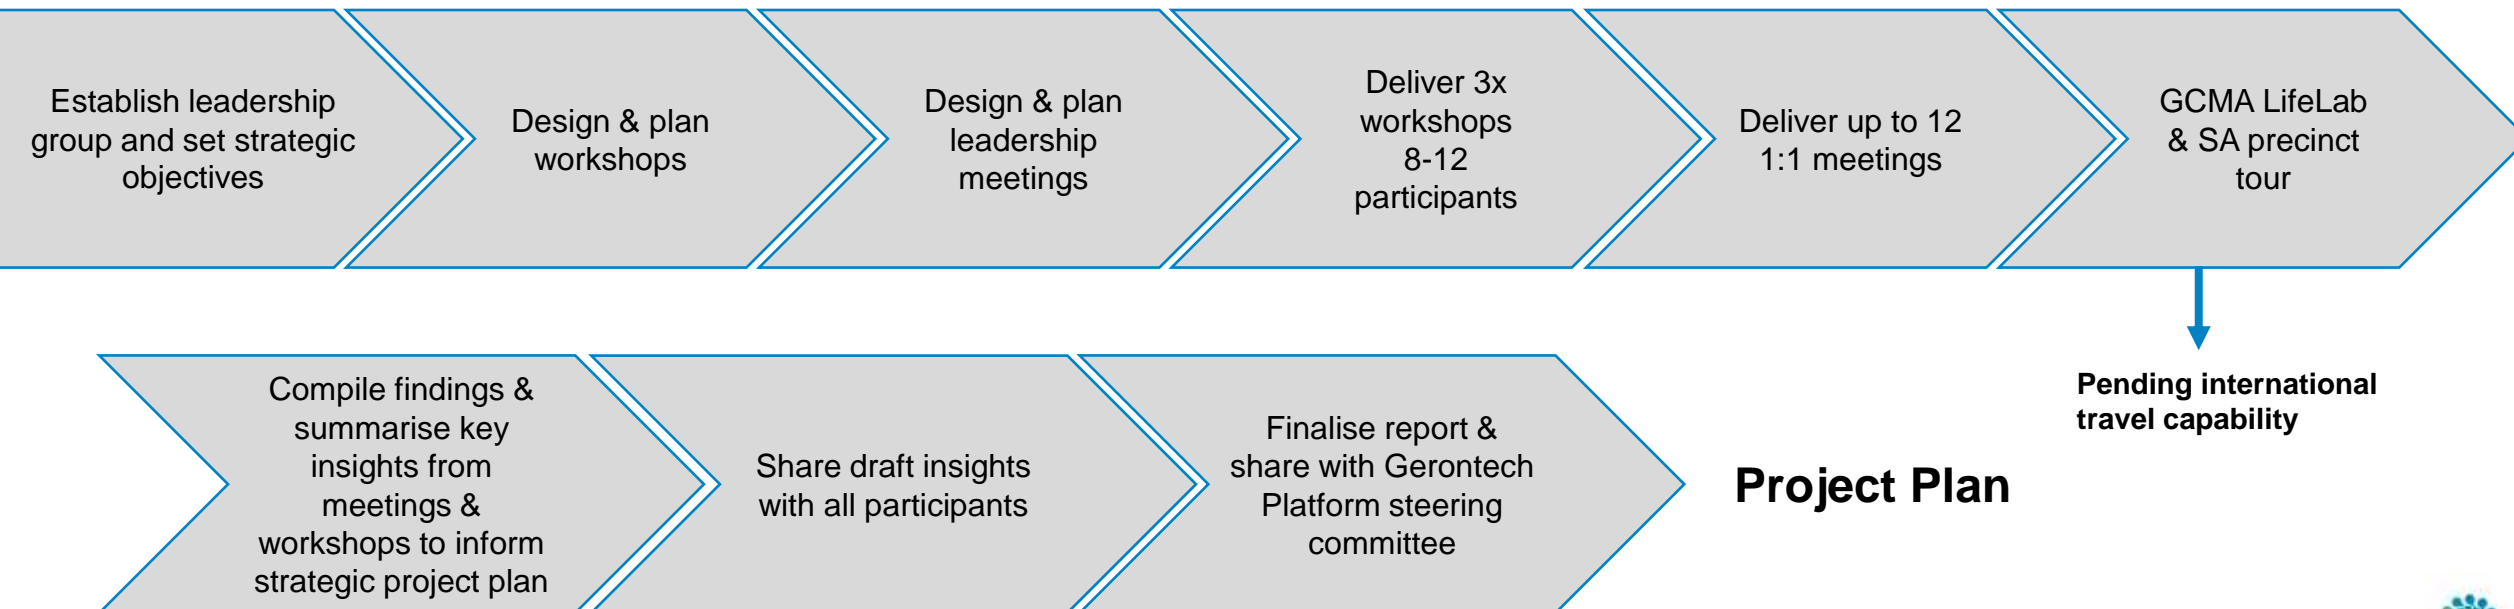 Establish leadership
group and set strategic
objectives
Design & plan
workshops
Design & plan
leadership
meetings
Deliver 3x
workshops
8-12
participants
Deliver up to 12
1:1 meetings
GCMA LifeLab
& SA precinct
tour
Pending international
travel capability
Compile findings &
summarise key
insights from
meetings &
workshops to inform
strategic project plan
Share draft insights
with all participants
Finalise report &
share with Gerontech
Platform steering
committee
Project Plan